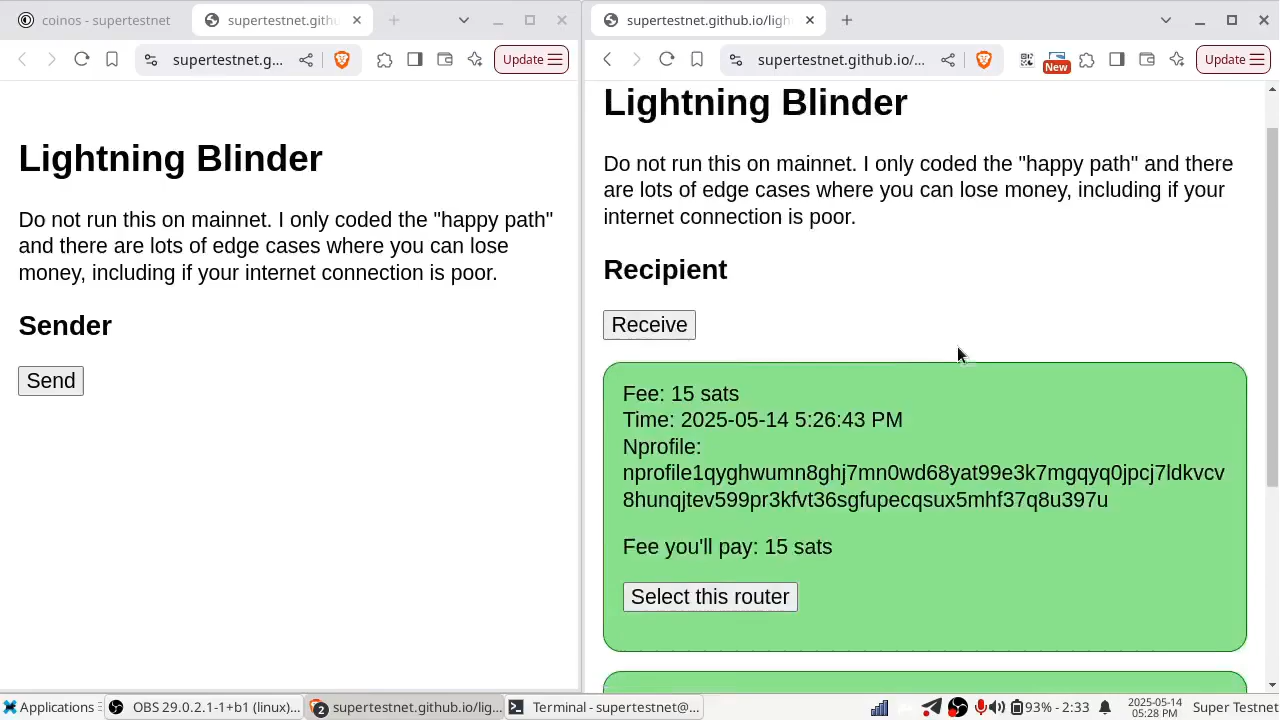 coinos - supertestnet
supertestnet.gith
supertestnet.github.io/ligh
supertestnet.g...
Update
supertestnet.github.io/...
New
Update
Lightning Blinder
Do not run this on mainnet. I only coded the "happy path"
and there are lots of edge cases where you can lose
money, including if your internet connection is poor.
Sender
Send
Lightning Blinder
Do not run this on mainnet. I only coded the "happy path" and there
are lots of edge cases where you can lose money, including if your
internet connection is poor.
Recipient
Receive
Fee: 15 sats
Time: 2025-05-14 5:26:43 PM
Nprofile:
nprofile1qyghwumn8ghj7mn0wd68yat99e3k7mgqyq0jpcj7ldkvcv
8hunqjtev599pr3kfvt36sgfupecqsux5mhf37q8u397u
Fee you'll pay: 15 sats
Select this router
Applications
OBS 29.0.2.1-1+b1 (linux)...
2
supertestnet.github.io/lig...
Terminal - supertestnet@...
93% - 2:33
2025-05-14
05:28 PM
Super Testnet